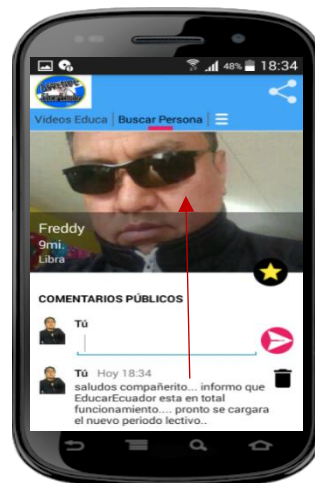 48% 18:34
Videos Educa | Buscar Persona |
Freddy
9mi.
Libra
COMENTARIOS PÚBLICOS
Tú
Tú Hoy 18:34
saludos compañerito... informo que
EducarEcuador esta en total
funcionamiento.... pronto se cargara
el nuevo periodo lectivo..